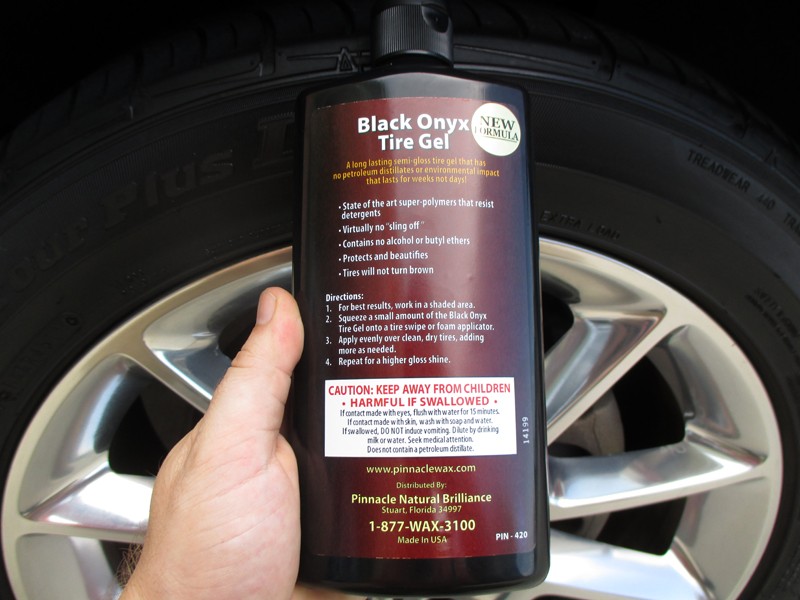 Black Onyx
Tire Gel
NEW
FORMULA
A long lasting semi-gloss tire gel that has
no petroleum distillates or environmental impact
that lasts for weeks not days!
• State of the art super-polymers that resist
detergents
• Virtually no "sling off"
• Contains no alcohol or butyl ethers
• Protects and beautifies
• Tires will not turn brown
Directions:
1. For best results, work in a shaded area.
2. Squeeze a small amount of the Black Onyx
Tire Gel onto a tire swipe or foam applicator.
3. Apply evenly over clean, dry tires, adding
more as needed.
4. Repeat for a higher gloss shine.
CAUTION: KEEP AWAY FROM CHILDREN
• HARMFUL IF SWALLOWED •
If contact made with eyes, flush with water for 15 minutes.
If contact made with skin, wash with soap and water.
If swallowed, DO NOT induce vomiting. Dilute by drinking
milk or water. Seek medical attention.
Does not contain a petroleum distillate.
14199
www.pinnaclewax.com
Distributed By:
Pinnacle Natural Brilliance
Stuart, Florida 34997
1-877-WAX-3100
Made In USA
PIN - 420
TREADWEAR 440
EXTRA LOAD